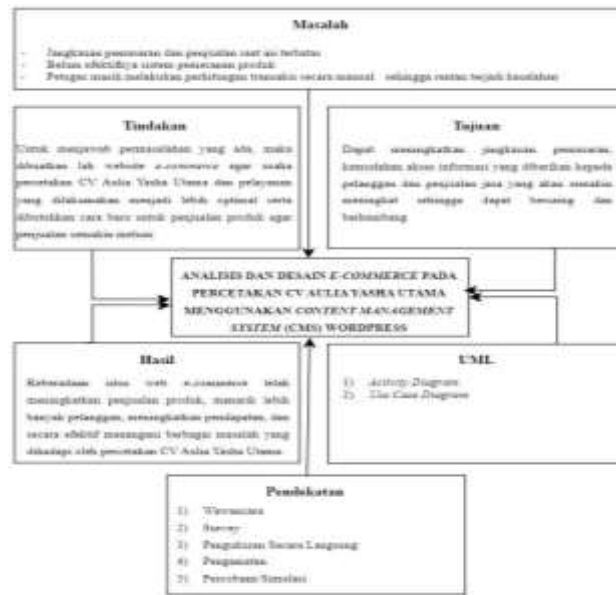 Masalah
- Jangkauan pemasaran dan penjualan saat ini terbatas
- Belum efektifnya sistem pemesanan produk
- Petugas masih melakukan perhitungan transaksi secara manual sehingga rentan terjadi kesalahan
Tindakan
Untuk menjawab permasalahan yang ada, maka
dibuatkan lah website e-commerce agar usaha
percetakan CV Aulia Yasha Utama dan pelayanan
yang dilaksanakan menjadi lebih optimal serta
dibutuhkan cara baru untuk penjualan produk agar
penjualan semakin
Tujuan
Dapat meningkatkan jangkauan pemasaran,
kemudahan akses informasi yang diberikan kepada
pelanggan dan penjualan jasa yang akan semakin
meningkat sehingga dapat bersaing dan
berkembang
ANALISIS DAN DESAIN E-COMMERCE PADA
PERCETAKAN CV AULIA YASHA UTAMA
MENGGUNAKAN CONTENT MANAGEMENT
SYSTEM (CMS) WORDPRESS
Hasil
Keberadaan situs web e-commerce telah
meningkatkan penjualan produk, menarik lebih
banyak pelanggan, meningkatkan pendapatan, dan
secara efektif menangani berbagai masalah yang
dihadapi oleh percetakan CV Aulia Yasha Utama.
UML
1) Activity Diagram
2) Use Case Diagram
Pendekatan
1) Wawancara
2) Survey
3) Pengukuran Secara Langsung
4) Pengamatan
5) Percobaan/Simulasi